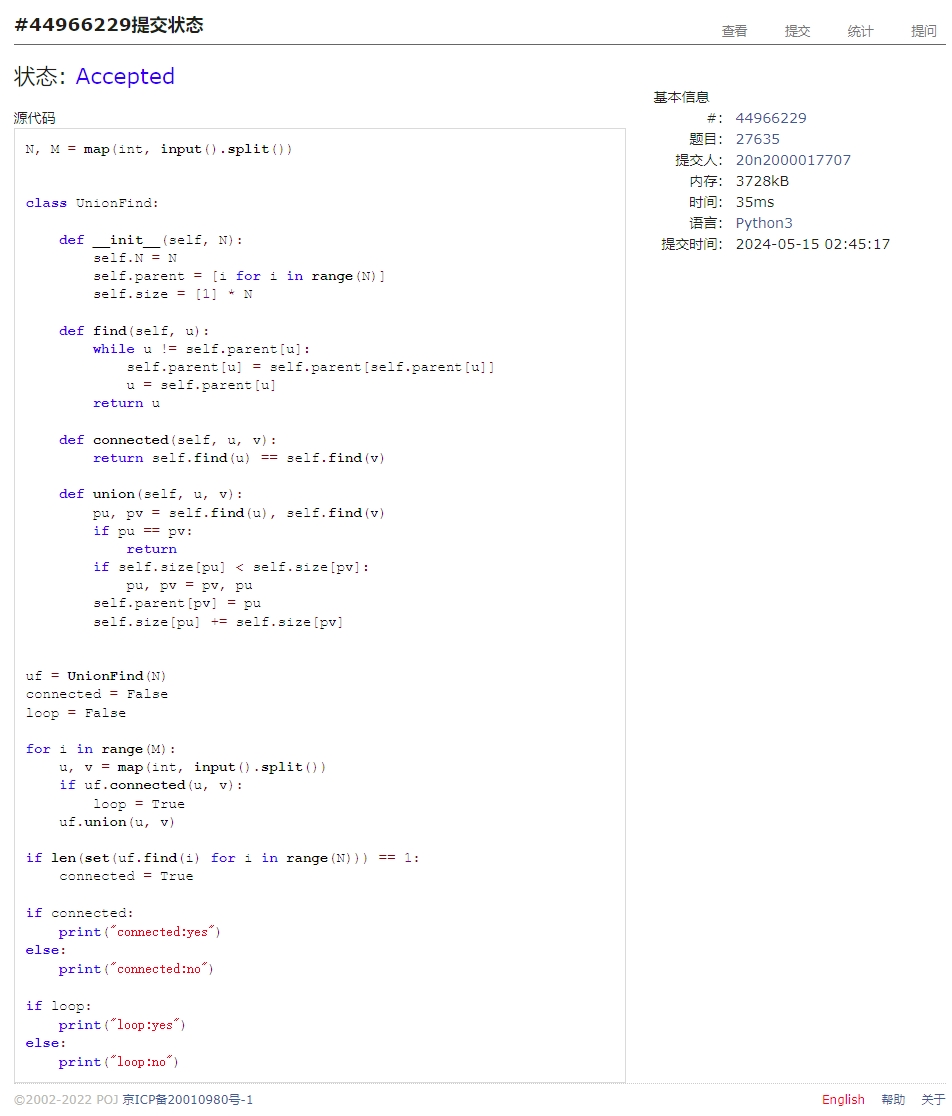 #44966229提交状态
查看 提交 统计 提问
状态: Accepted
源代码
N, M = map(int, input().split())
class UnionFind:
    def __init__(self, N):
        self.N = N
        self.parent = [i for i in range(N)]
        self.size = [1] * N
    def find(self, u):
        while u != self.parent[u]:
            self.parent[u] = self.parent[self.parent[u]]
            u = self.parent[u]
        return u
    def connected(self, u, v):
        return self.find(u) == self.find(v)
    def union(self, u, v):
        pu, pv = self.find(u), self.find(v)
        if pu == pv:
            return
        if self.size[pu] < self.size[pv]:
            pu, pv = pv, pu
        self.parent[pv] = pu
        self.size[pu] += self.size[pv]
uf = UnionFind(N)
connected = False
loop = False
for i in range(M):
    u, v = map(int, input().split())
    if uf.connected(u, v):
        loop = True
    uf.union(u, v)
if len(set(uf.find(i) for i in range(N))) == 1:
    connected = True
if connected:
    print("connected:yes")
else:
    print("connected:no")
if loop:
    print("loop:yes")
else:
    print("loop:no")
基本信息
#: 44966229
题目: 27635
提交人: 20n2000017707
内存: 3728kB
时间: 35ms
语言: Python3
提交时间: 2024-05-15 02:45:17
©2002-2022 POJ 京ICP备20010980号-1
English 帮助 关于